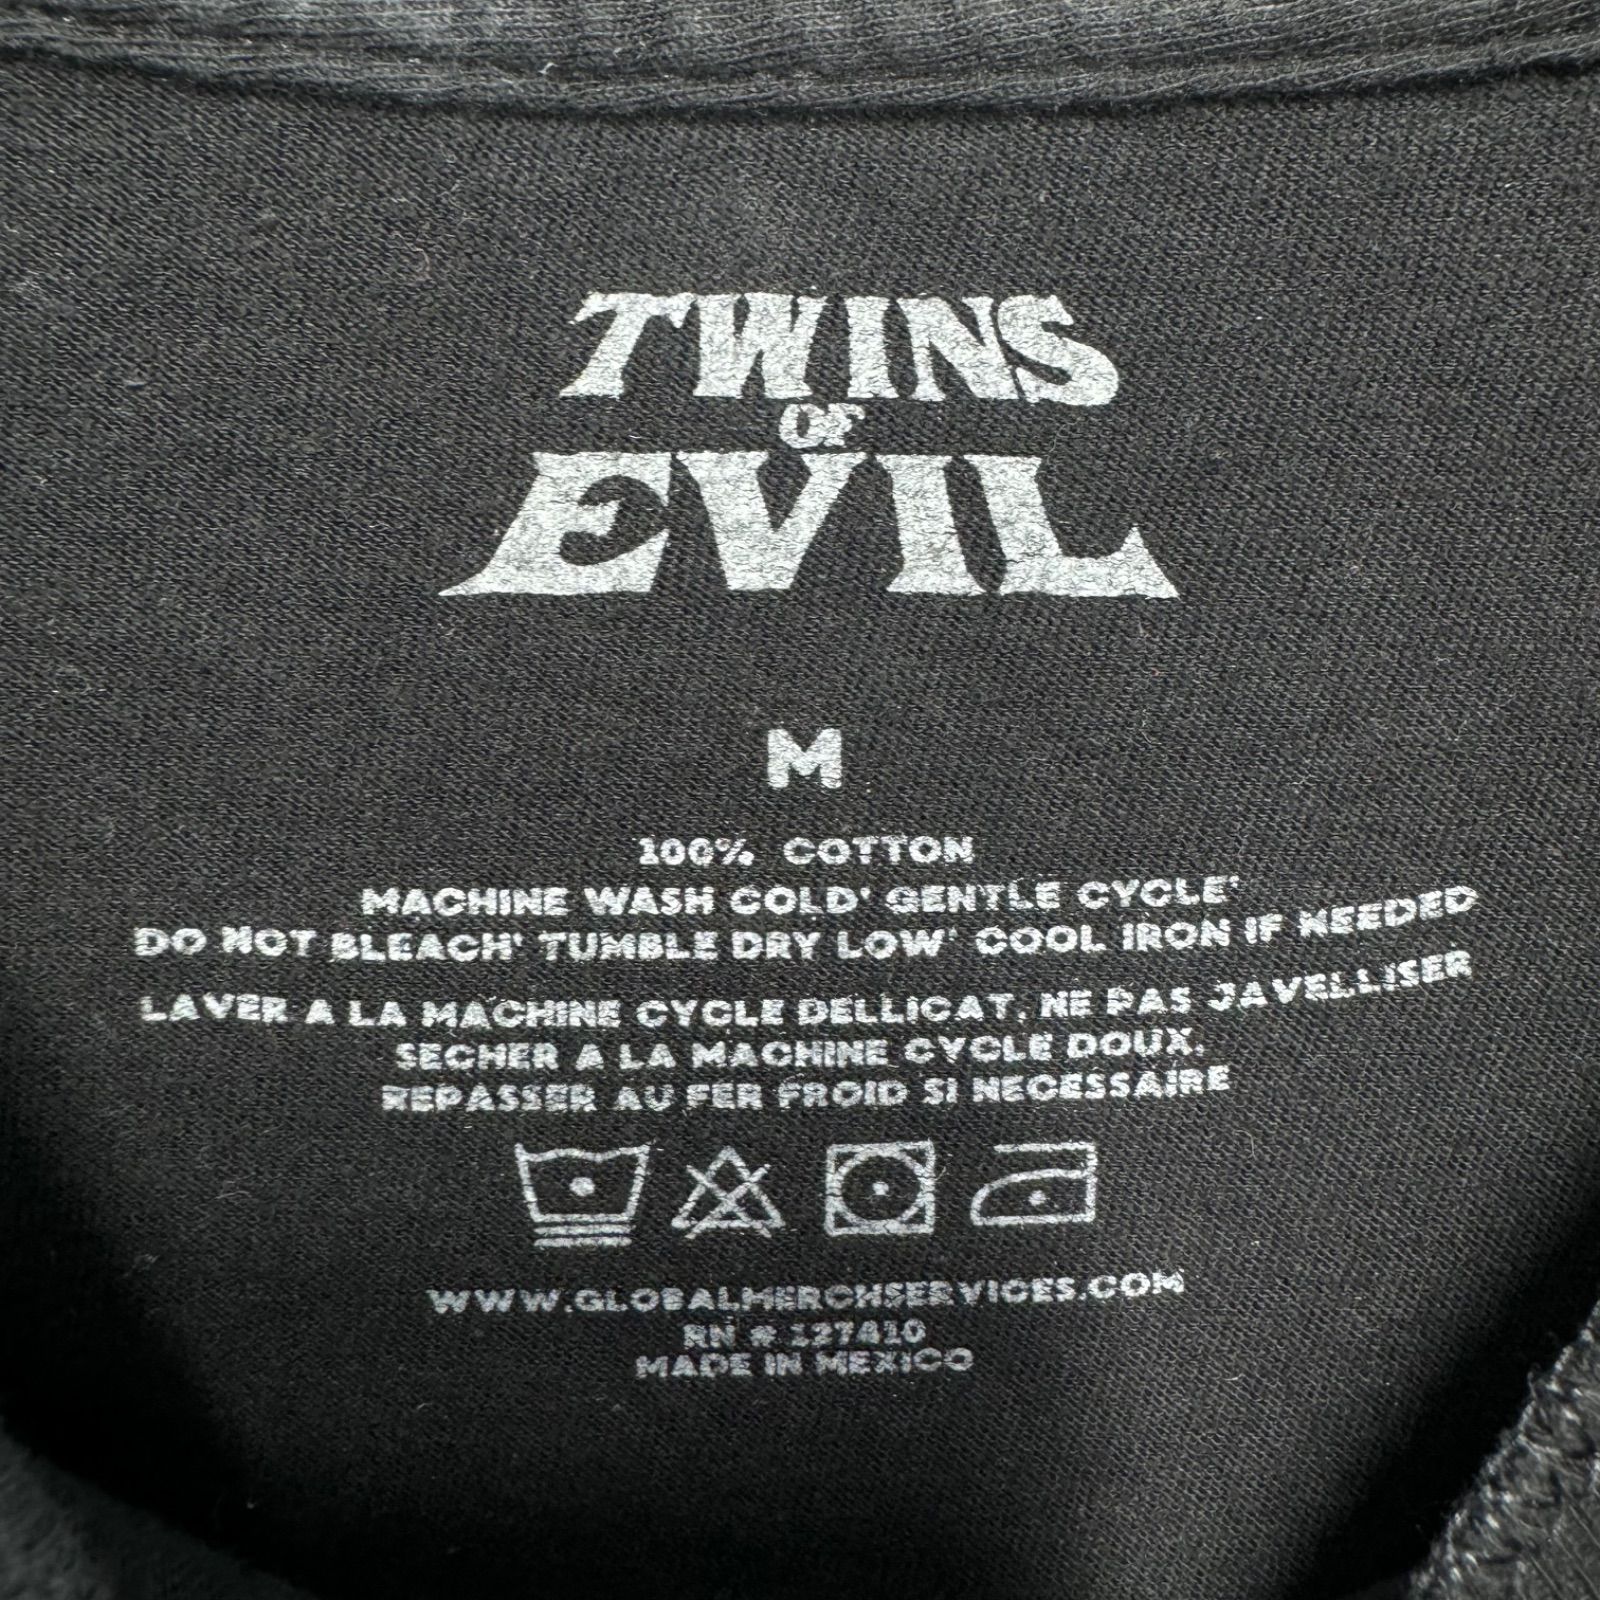 TWINS
OF
EVIL
M
100% COTTON
MACHINE WASH COLD' GENTLE CYCLE'
DO NOT BLEACH' TUMBLE DRY LOW' COOL IRON IF NEEDED
LAVER A LA MACHINE CYCLE DELLICAT. NE PAS JAVELLISER
SECHER A LA MACHINE CYCLE DOUX.
REPASSER AU FER FROID SI NECESSAIRE
WWW.GLOBALMERCHSERVICES.COM
RN # 127410
MADE IN MEXICO